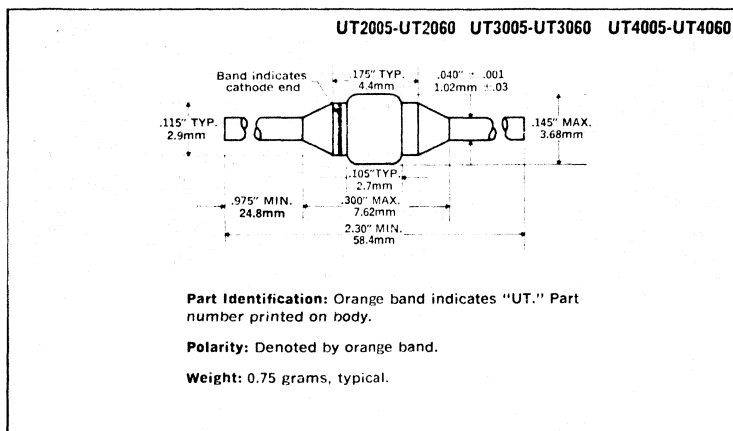 UT2005-UT2060 UT3005-UT3060 UT4005-UT4060
Band indicates
cathode end
.175" TYP.
4.4mm
.040" ± .001
1.02mm ±.03
.115" TYP.
2.9mm
.145" MAX.
3.68mm
.105"TYP.
2.7mm
.975" MIN.
24.8mm
.300" MAX.
7.62mm
2.30" MIN.
58.4mm
Part Identification: Orange band indicates "UT." Part
number printed on body.
Polarity: Denoted by orange band.
Weight: 0.75 grams, typical.